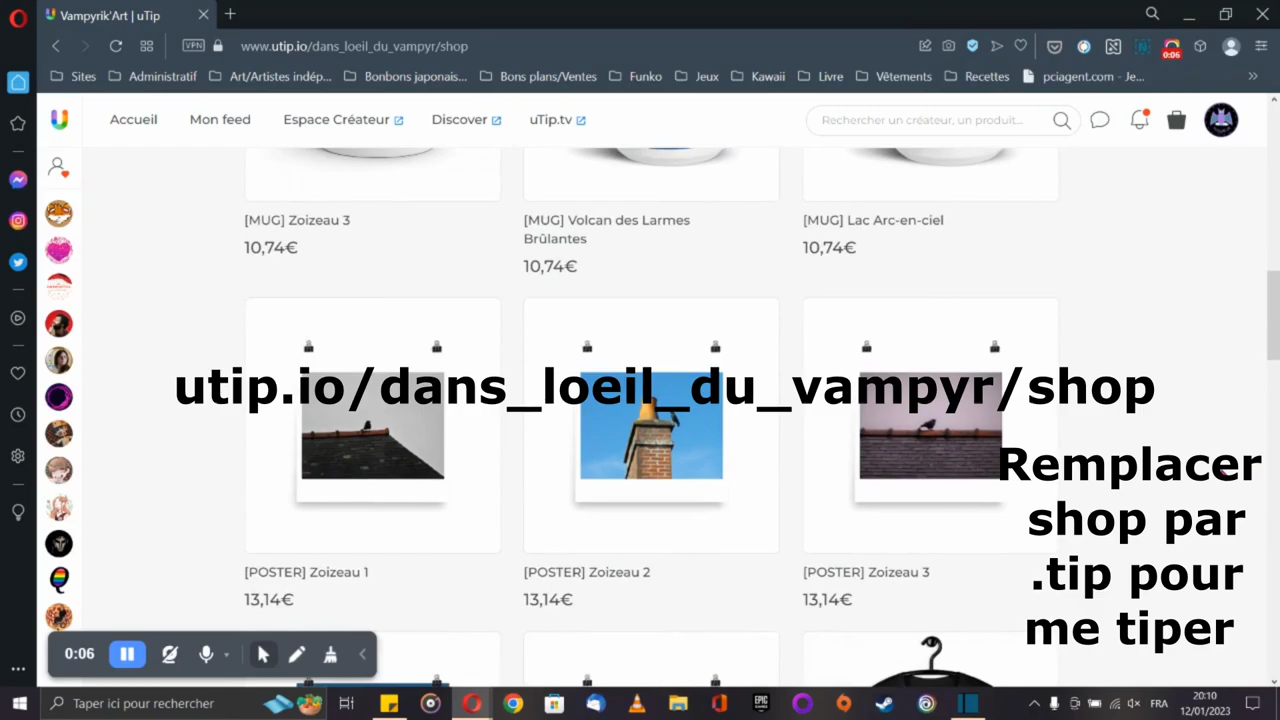 Vampyrik'Art | uTip
VPN
www.utip.io/dans_loeil_du_vampyr/shop
0:06
Sites
Administratif
Art/Artistes indép...
Bonbons japonais...
Bons plans/Ventes
Funko
Jeux
Kawaii
Livre
Vêtements
Recettes
pciagent.com - Je...
Accueil
Mon feed
Espace Créateur
Discover
uTip.tv
Rechercher un créateur, un produit...
[MUG] Zoizeau 3
10,74€
[MUG] Volcan des Larmes
Brûlantes
10,74€
[MUG] Lac Arc-en-ciel
10,74€
utip.io/dans_loeil_du_vampyr/shop
Remplacer
shop par
.tip pour
me tiper
[POSTER] Zoizeau 1
13,14€
[POSTER] Zoizeau 2
13,14€
[POSTER] Zoizeau 3
13,14€
0:06
Taper ici pour rechercher
EPIC
GAMES
FRA
20:10
12/01/2023